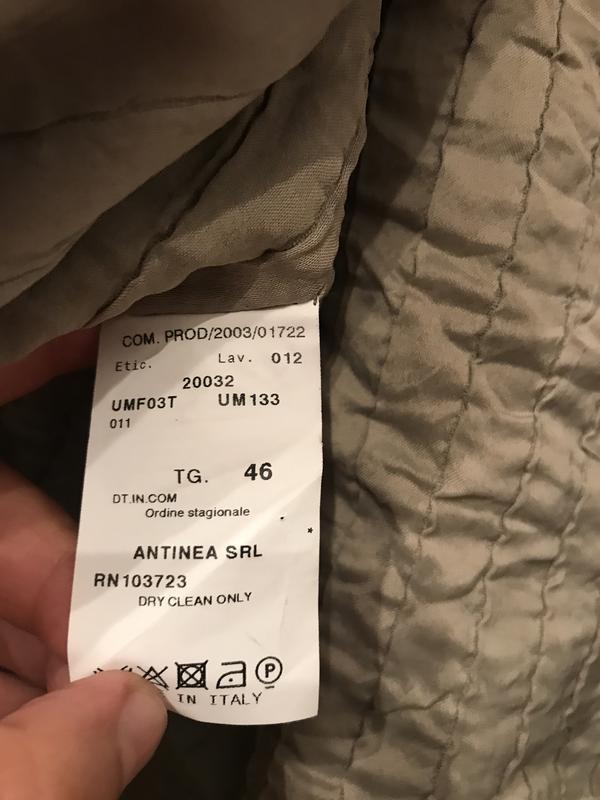 COM. PROD/2003/01722
Etic. Lav. 012
20032
UMF03T UM133
011
TG. 46
DT.IN.COM
Ordine stagionale
ANTINEA SRL
RN103723
DRY CLEAN ONLY
P
IN ITALY